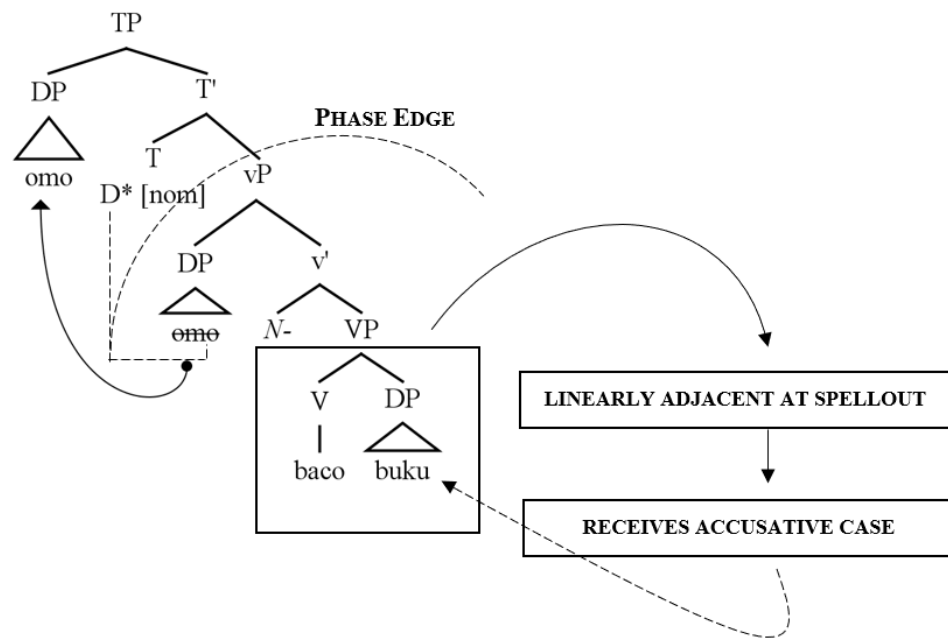 TP
DP
T'
PHASE EDGE
omo
T
vP
D* [nom]
DP
v'
omo
N-
VP
V
DP
LINEARLY ADJACENT AT SPELLOUT
baco
buku
RECEIVES ACCUSATIVE CASE